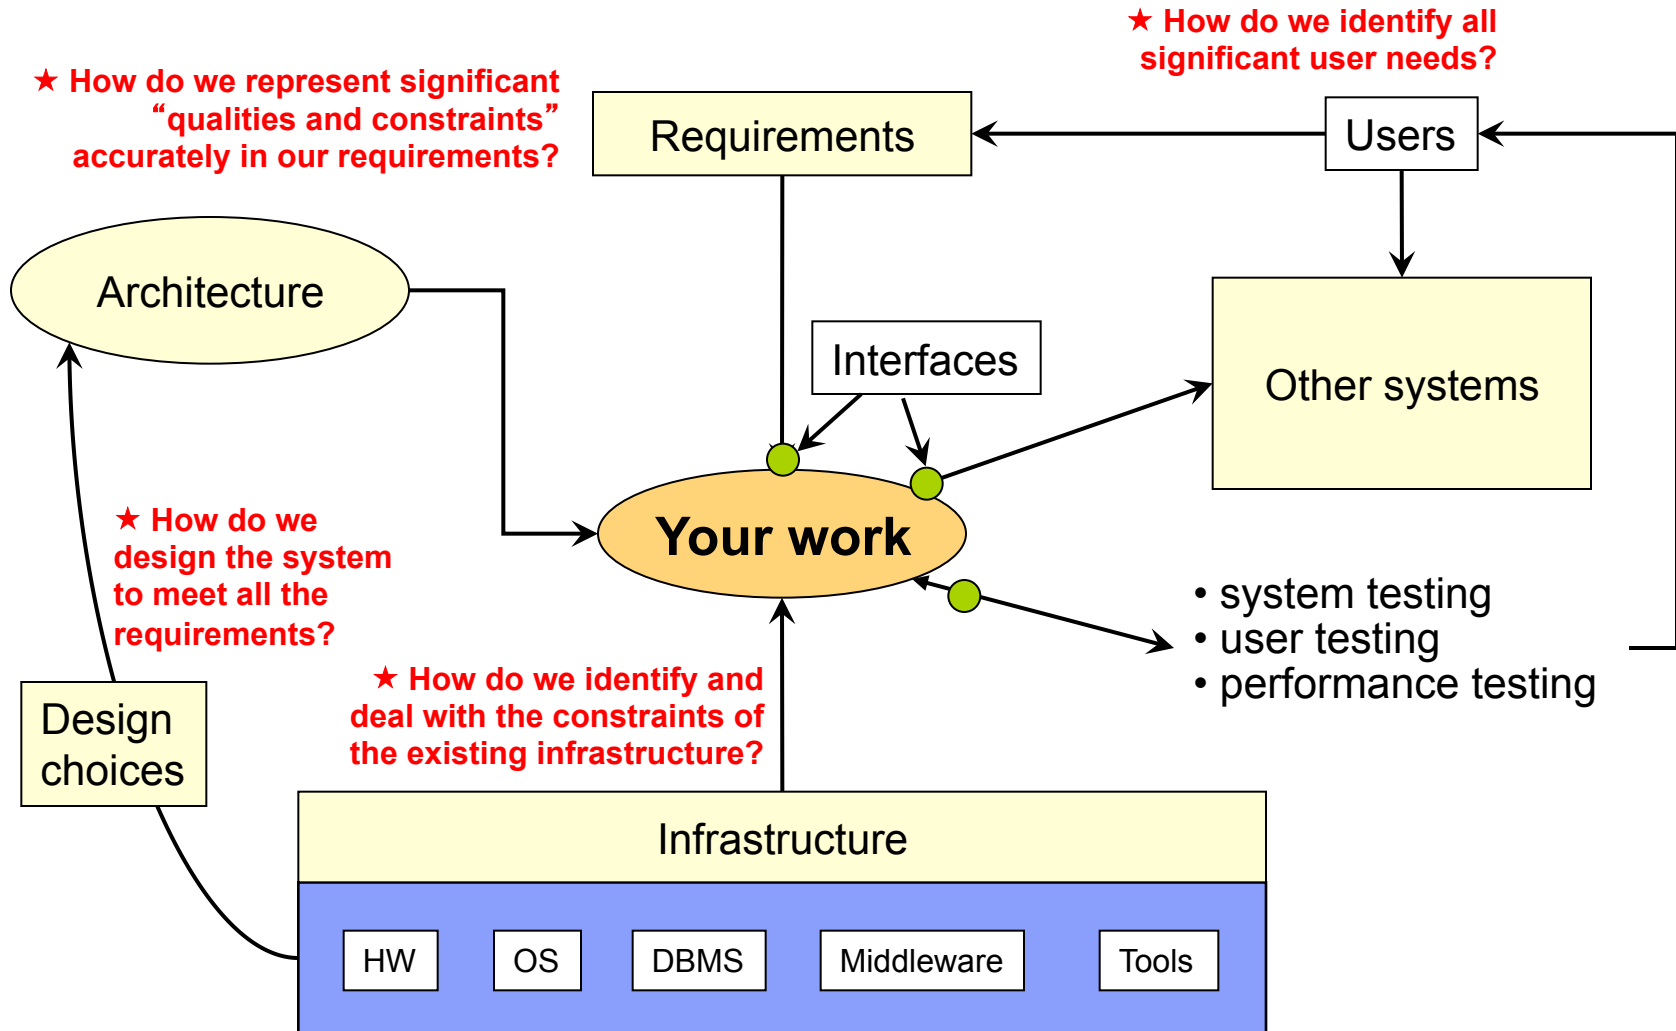 ★ How do we identify all
significant user needs?
★ How do we represent significant
“qualities and constraints”
accurately in our requirements?
Requirements
Users
Architecture
Interfaces
Other systems
★ How do we
design the system
to meet all the
requirements?
Your work
• system testing
• user testing
• performance testing
★ How do we identify and
deal with the constraints of
the existing infrastructure?
Design
choices
Infrastructure
HW
OS
DBMS
Middleware
Tools